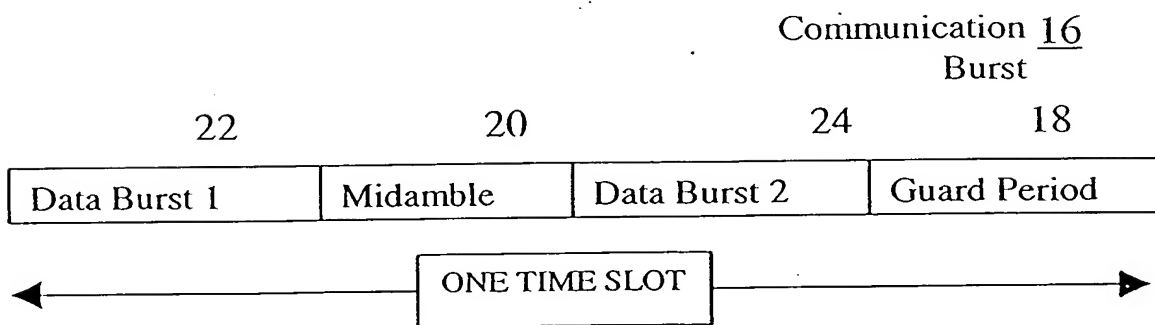 Communication 16
Burst
22 20 24 18
Data Burst 1 Midamble Data Burst 2 Guard Period
ONE TIME SLOT